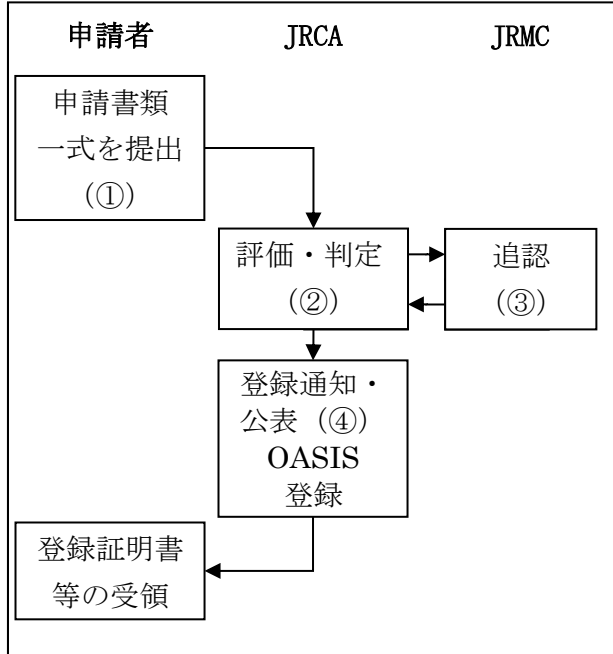 申請者 JRCA JRMC
申請書類
一式を提出
(①)
評価・判定
(②)
追認
(③)
登録通知・
公表（④）
OASIS
登録
登録証明書
等の受領